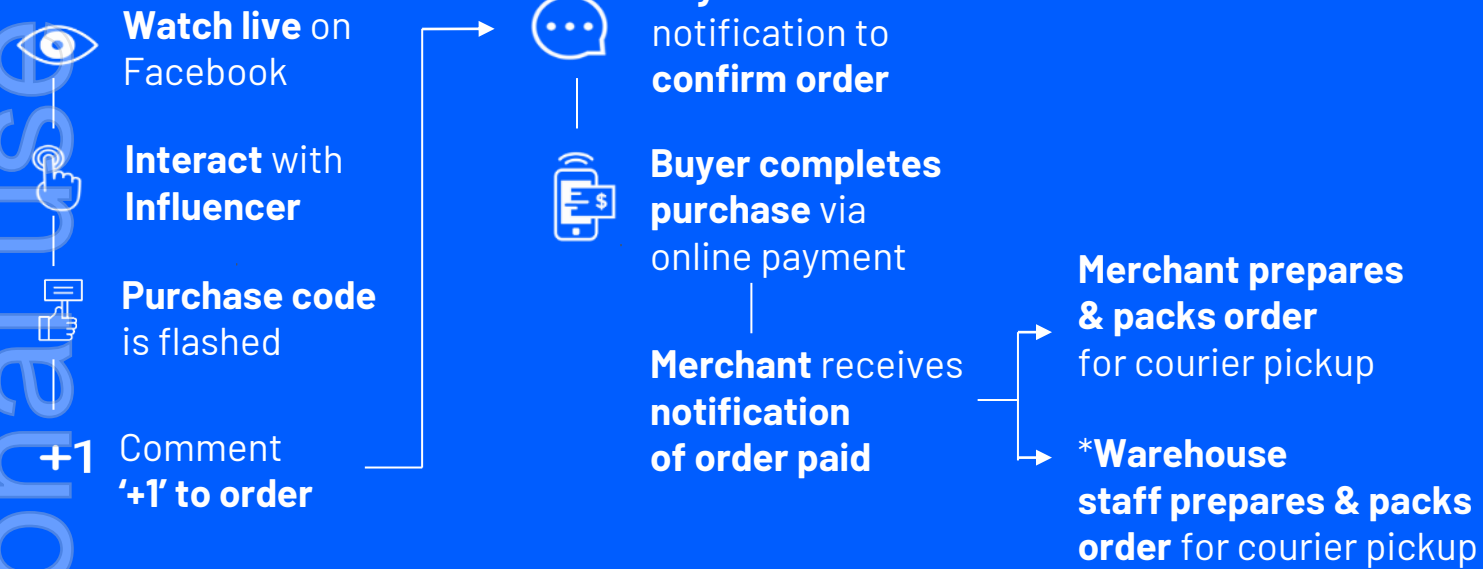 Watch live on
Facebook
Interact with
Influencer
Purchase code
is flashed
+1 Comment
‘+1’ to order
notification to
confirm order
Buyer completes
purchase via
online payment
$
Merchant receives
notification
of order paid
Merchant prepares
& packs order
for courier pickup
*Warehouse
staff prepares & packs
order for courier pickup
onal use